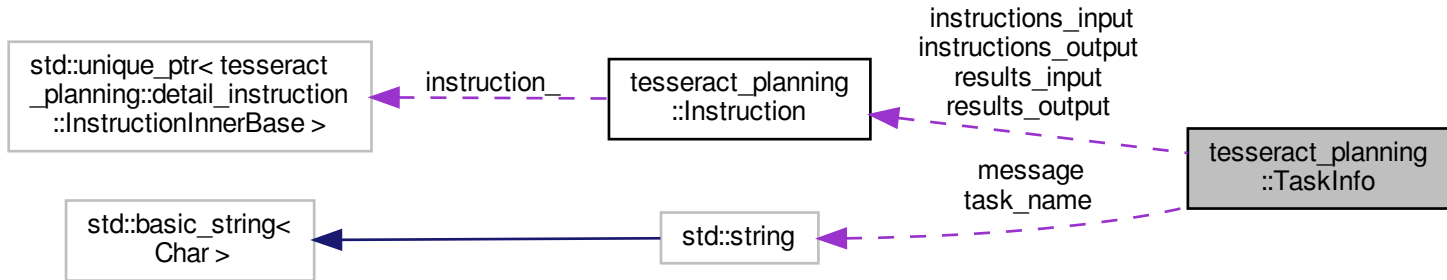 std::unique_ptr< tesseract
_planning::detail_instruction
::InstructionInnerBase >
instruction_
tesseract_planning
::Instruction
instructions_input
instructions_output
results_input
results_output
tesseract_planning
::TaskInfo
message
task_name
std::string
std::basic_string<
Char >